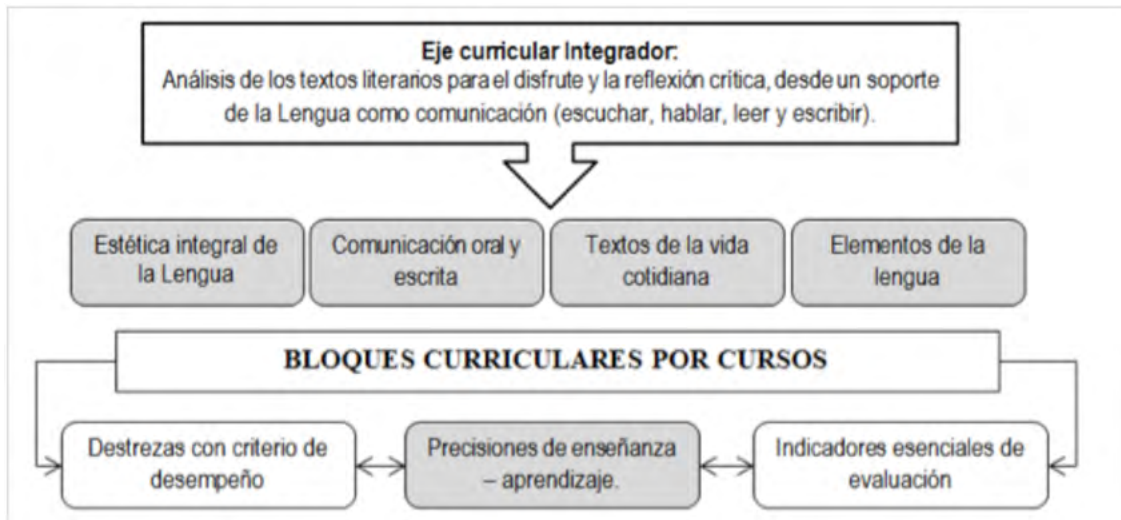 Eje curricular Integrador:
Análisis de los textos literarios para el disfrute y la reflexión crítica, desde un soporte
de la Lengua como comunicación (escuchar, hablar, leer y escribir).
Estética integral de
la Lengua
Comunicación oral y
escrita
Textos de la vida
cotidiana
Elementos de la
lengua
BLOQUES CURRICULARES POR CURSOS
Destrezas con criterio de
desempeño
Precisiones de enseñanza
– aprendizaje.
Indicadores esenciales de
evaluación